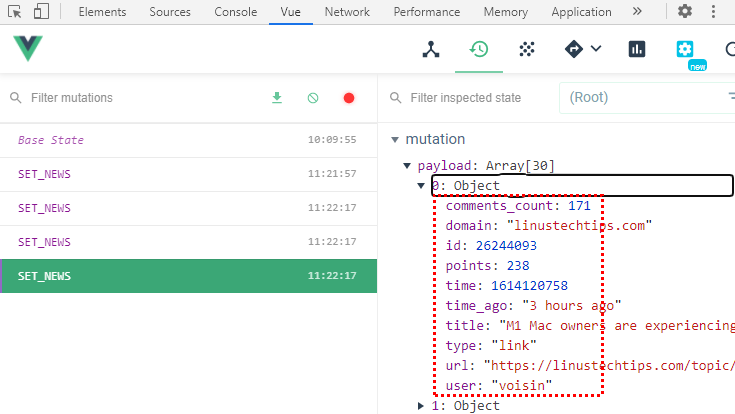 Elements Sources Console Vue Network Performance Memory Application »
new
Filter mutations
Filter inspected state
(Root)
Base State 10:09:55
SET_NEWS 11:21:57
SET_NEWS 11:22:17
SET_NEWS 11:22:17
SET_NEWS 11:22:17
mutation
payload: Array[30]
0: Object
comments_count: 171
domain: "linustechtips.com"
id: 26244093
points: 238
time: 1614120758
time_ago: "3 hours ago"
title: "M1 Mac owners are experiencing
type: "link"
url: "https://linustechtips.com/topic/
user: "voisin"
1: Object